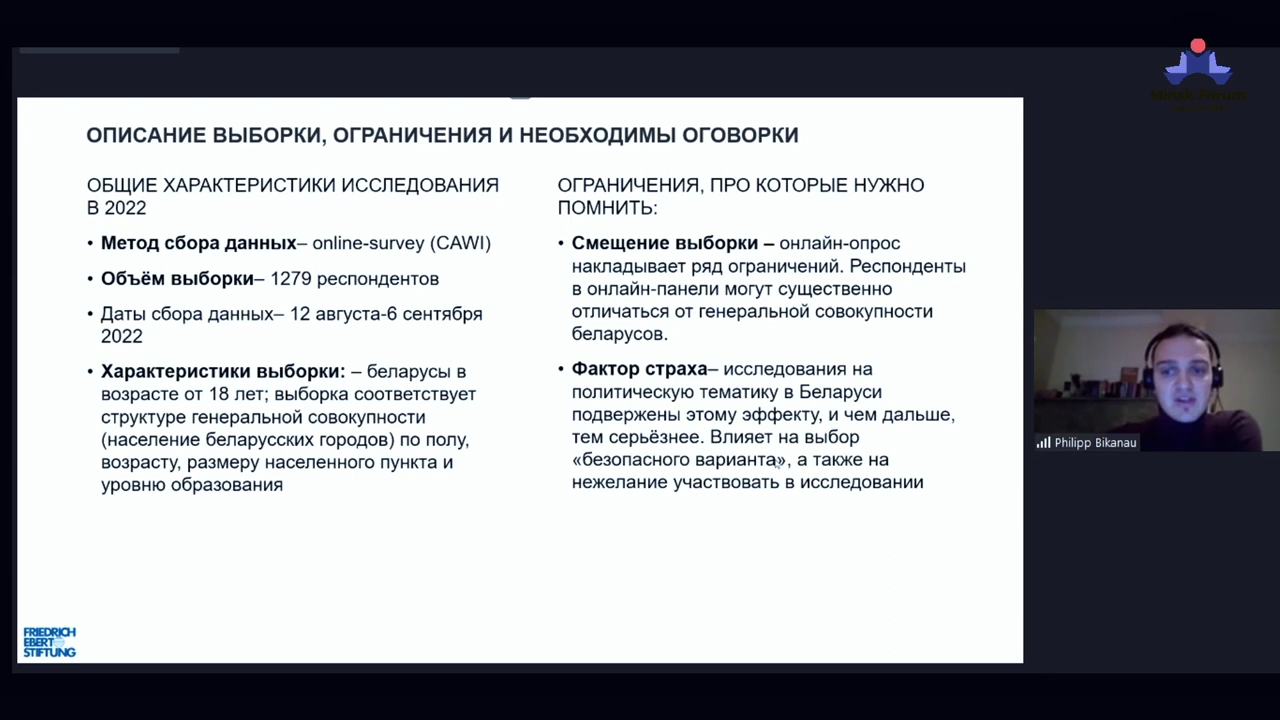 ОПИСАНИЕ ВЫБОРКИ, ОГРАНИЧЕНИЯ И НЕОБХОДИМЫ ОГОВОРКИ
ОБЩИЕ ХАРАКТЕРИСТИКИ ИССЛЕДОВАНИЯ
В 2022
• Метод сбора данных– online-survey (CAWI)
• Объём выборки– 1279 респондентов
• Даты сбора данных– 12 августа-6 сентября
2022
• Характеристики выборки: – беларусы в
возрасте от 18 лет; выборка соответствует
структуре генеральной совокупности
(население беларусских городов) по полу,
возрасту, размеру населенного пункта и
уровню образования
ОГРАНИЧЕНИЯ, ПРО КОТОРЫЕ НУЖНО
ПОМНИТЬ:
• Смещение выборки – онлайн-опрос
накладывает ряд ограничений. Респонденты
в онлайн-панели могут существенно
отличаться от генеральной совокупности
беларусов.
• Фактор страха– исследования на
политическую тематику в Беларуси
подвержены этому эффекту, и чем дальше,
тем серьёзнее. Влияет на выбор
«безопасного варианта», а также на
нежелание участвовать в исследовании
FRIEDRICH
EBERT
STIFTUNG
Minsk Forum
Philipp Bikanau